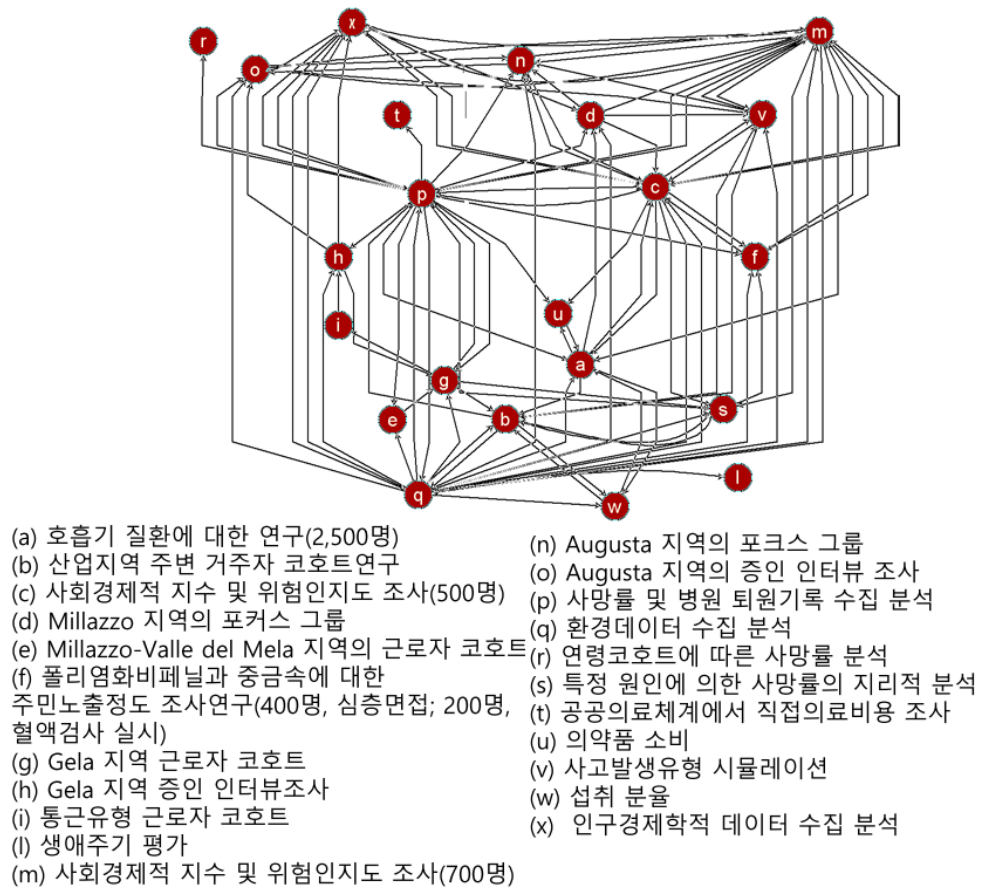 x
m
r
n
o
t
d
v
p
c
h
f
u
i
a
g
s
e
b
l
q
w
(a) 호흡기 질환에 대한 연구(2,500명)
(b) 산업지역 주변 거주자 코호트연구
(c) 사회경제적 지수 및 위험인지도 조사(500명)
(d) Millazzo 지역의 포커스 그룹
(e) Millazzo-Valle del Mela 지역의 근로자 코호트
(f) 폴리염화비페닐과 중금속에 대한
주민노출정도 조사연구(400명, 심층면접; 200명,
혈액검사 실시)
(g) Gela 지역 근로자 코호트
(h) Gela 지역 증인 인터뷰조사
(i) 통근유형 근로자 코호트
(l) 생애주기 평가
(m) 사회경제적 지수 및 위험인지도 조사(700명)
(n) Augusta 지역의 포크스 그룹
(o) Augusta 지역의 증인 인터뷰 조사
(p) 사망률 및 병원 퇴원기록 수집 분석
(q) 환경데이터 수집 분석
(r) 연령코호트에 따른 사망률 분석
(s) 특정 원인에 의한 사망률의 지리적 분석
(t) 공공의료체계에서 직접의료비용 조사
(u) 의약품 소비
(v) 사고발생유형 시뮬레이션
(w) 섭취 분율
(x) 인구경제학적 데이터 수집 분석